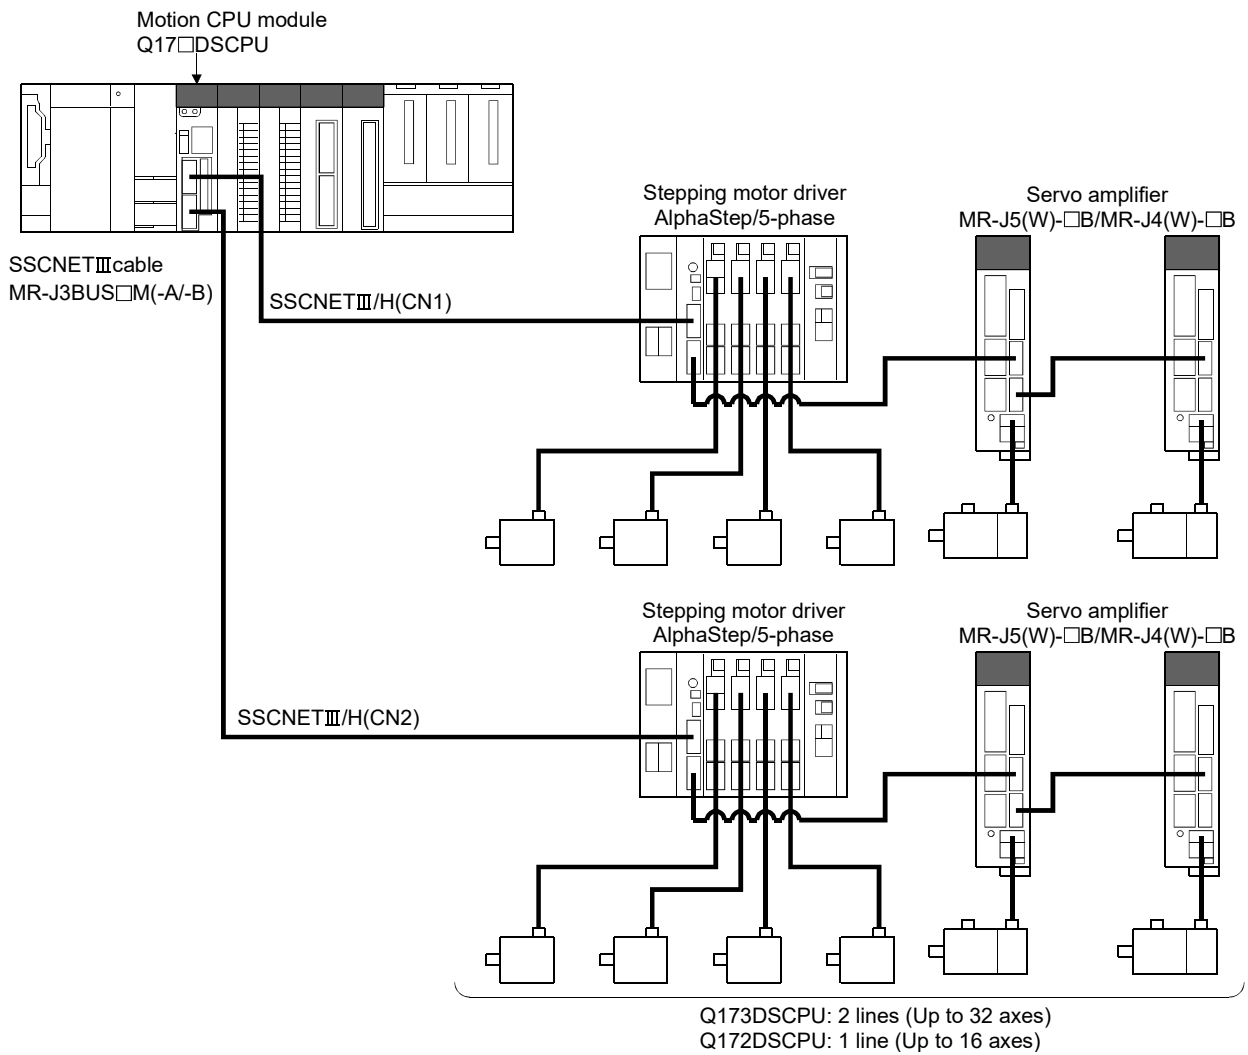 Motion CPU module
Q17□DSCPU
SSCNETⅢcable
MR-J3BUS□M(-A/-B)
SSCNETⅢ/H(CN1)
Stepping motor driver
AlphaStep/5-phase
Servo amplifier
MR-J5(W)-□B/MR-J4(W)-□B
Stepping motor driver
AlphaStep/5-phase
Servo amplifier
MR-J5(W)-□B/MR-J4(W)-□B
SSCNETⅢ/H(CN2)
Q173DSCPU: 2 lines (Up to 32 axes)
Q172DSCPU: 1 line (Up to 16 axes)